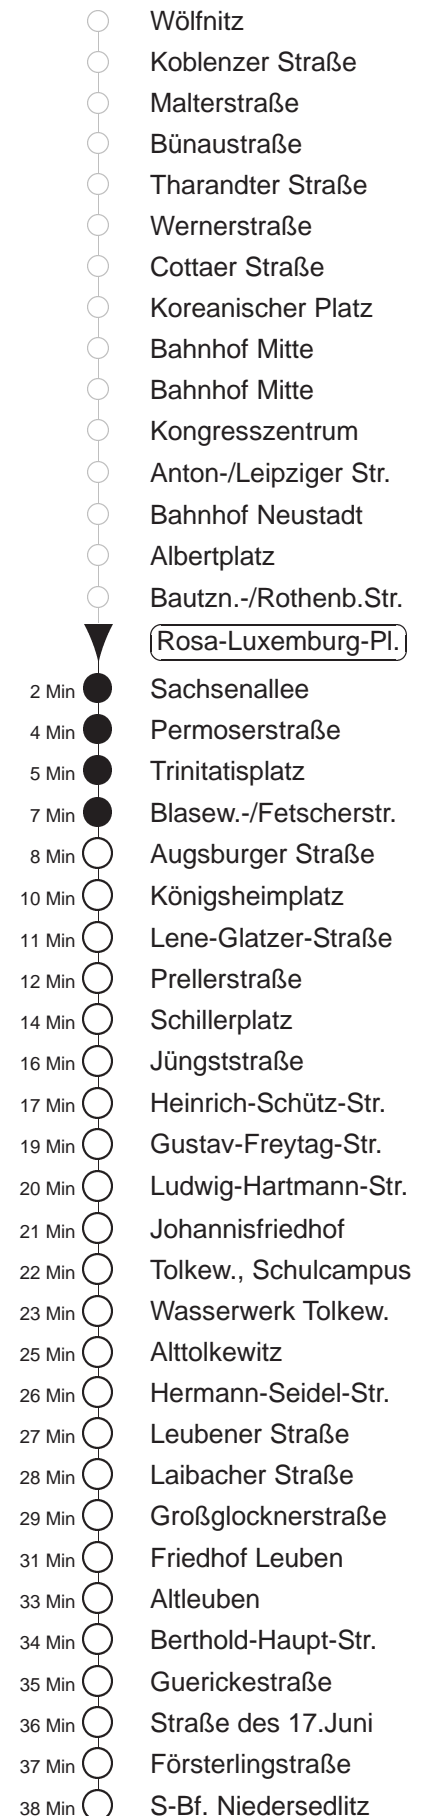 Wölfnitz
Koblenzer Straße
Malterstraße
Bünaustraße
Tharandter Straße
Wernerstraße
Cottaer Straße
Koreanischer Platz
Bahnhof Mitte
Bahnhof Mitte
Kongresszentrum
Anton-/Leipziger Str.
Bahnhof Neustadt
Albertplatz
Bautzn.-/Rothenb.Str.
Rosa-Luxemburg-Pl.
2 Min Sachsenallee
4 Min Permoserstraße
5 Min Trinitatisplatz
7 Min Blasew.-/Fetscherstr.
8 Min Augsburger Straße
10 Min Königsheimplatz
11 Min Lene-Glatzer-Straße
12 Min Prellerstraße
14 Min Schillerplatz
16 Min Jüngststraße
17 Min Heinrich-Schütz-Str.
19 Min Gustav-Freytag-Str.
20 Min Ludwig-Hartmann-Str.
21 Min Johannisfriedhof
22 Min Tolkew., Schulcampus
23 Min Wasserwerk Tolkew.
25 Min Alttolkewitz
26 Min Hermann-Seidel-Str.
27 Min Leubener Straße
28 Min Laibacher Straße
29 Min Großglocknerstraße
31 Min Friedhof Leuben
33 Min Altleuben
34 Min Berthold-Haupt-Str.
35 Min Guerickestraße
36 Min Straße des 17.Juni
37 Min Försterlingstraße
38 Min S-Bf. Niedersedlitz